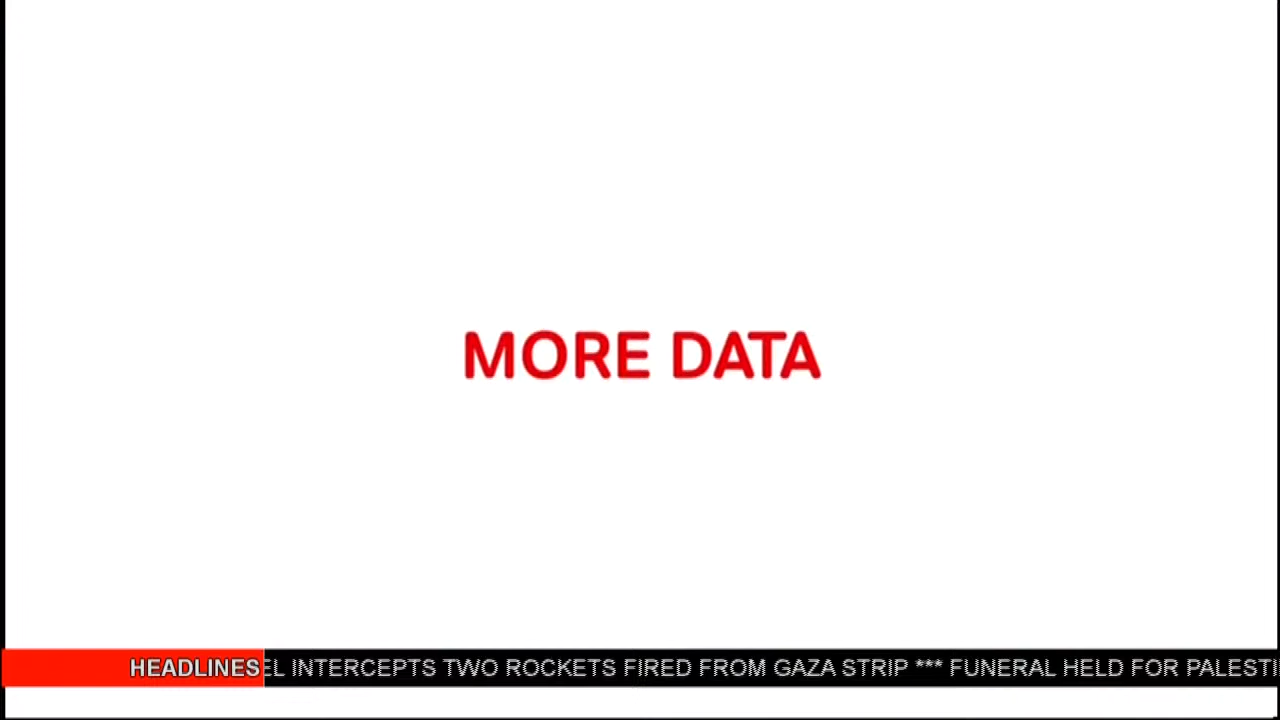 MORE DATA
HEADLINES EL INTERCEPTS TWO ROCKETS FIRED FROM GAZA STRIP *** FUNERAL HELD FOR PALESTI